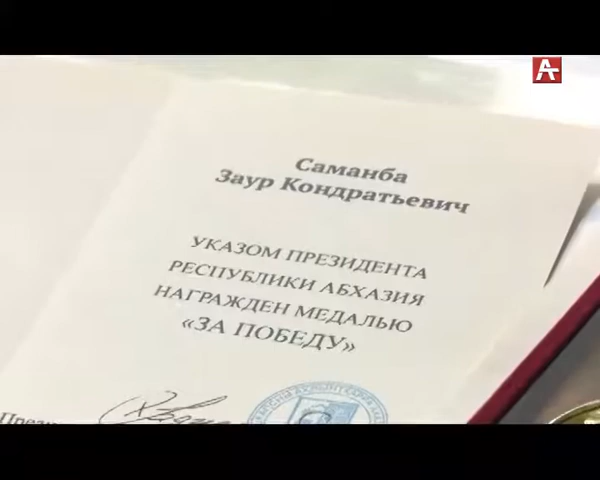 Саманба
Заур Кондратьевич
УКАЗОМ ПРЕЗИДЕНТА
РЕСПУБЛИКИ АБХАЗИЯ
НАГРАЖДЕН МЕДАЛЬЮ
«ЗА ПОБЕДУ»